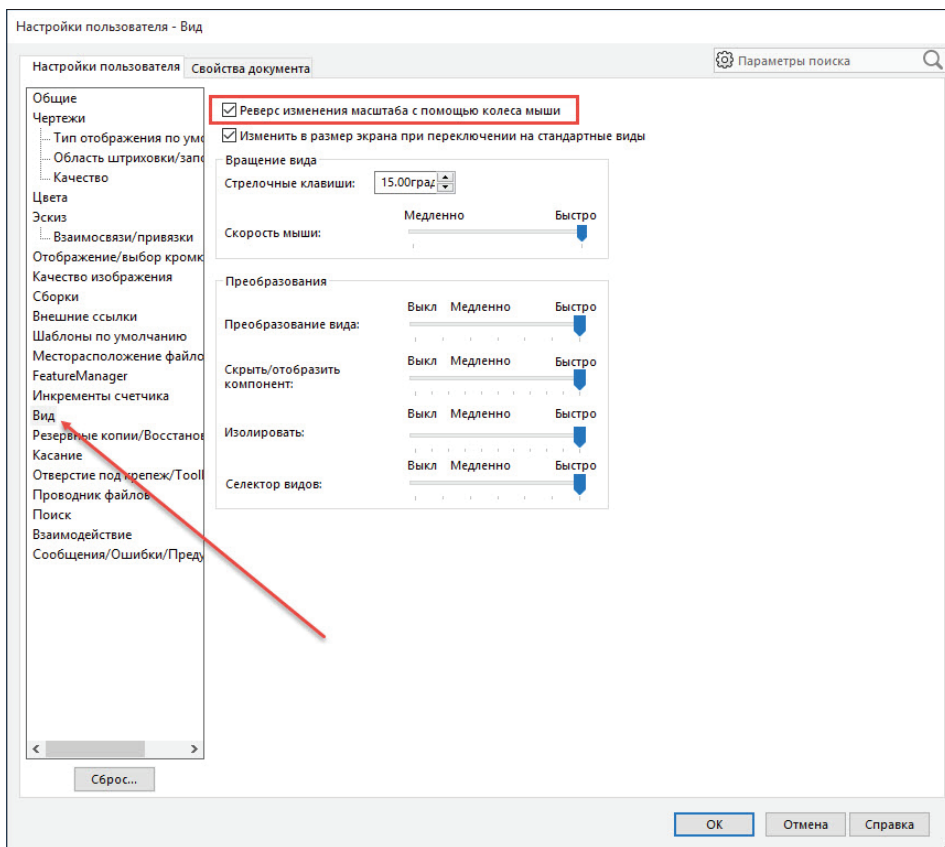 Настройки пользователя - Вид
Настройки пользователя
Свойства документа
Параметры поиска
Общие
Чертежи
Тип отображения по умо
Область штриховки/запо
Качество
Цвета
Эскиз
Взаимосвязи/привязки
Отображение/выбор кромк
Качество изображения
Сборки
Внешние ссылки
Шаблоны по умолчанию
Месторасположение файло
FeatureManager
Инкременты счетчика
Вид
Резервные копии/Восстанов
Касание
Отверстие под крепеж/Tooll
Проводник файлов
Поиск
Взаимодействие
Сообщения/Ошибки/Преду
Сброс...
Реверс изменения масштаба с помощью колеса мыши
Изменить в размер экрана при переключении на стандартные виды
Вращение вида
Стрелочные клавиши: 15.00град
Медленно Быстро
Скорость мыши:
Преобразования
Выкл Медленно Быстро
Преобразование вида:
Выкл Медленно Быстро
Скрыть/отобразить
компонент:
Выкл Медленно Быстро
Изолировать:
Выкл Медленно Быстро
Селектор видов:
OK Отмена Справка